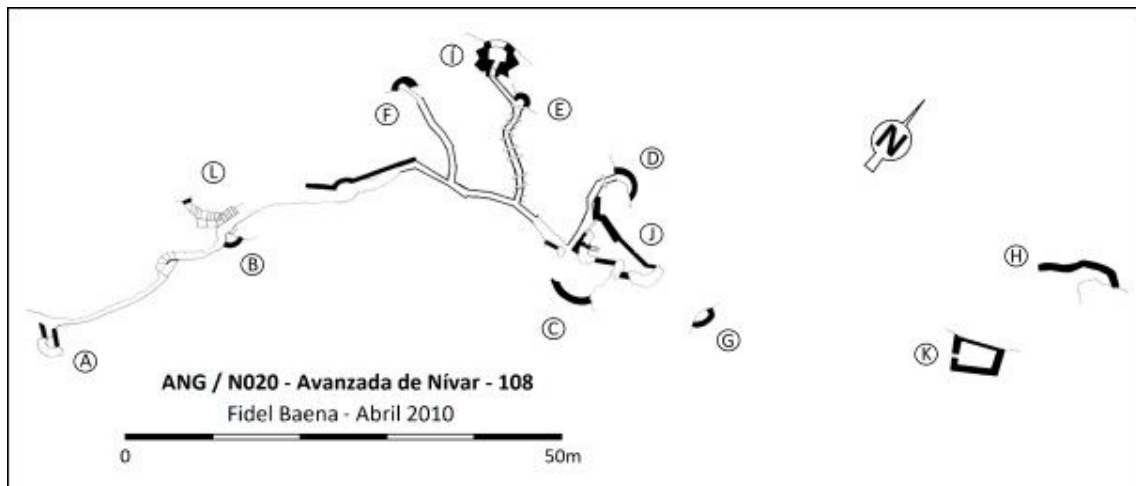 I
F
E
N
D
L
J
B
H
C
G
A
K
ANG / N020 - Avanzada de Nívar - 108
Fidel Baena - Abril 2010
0
50m